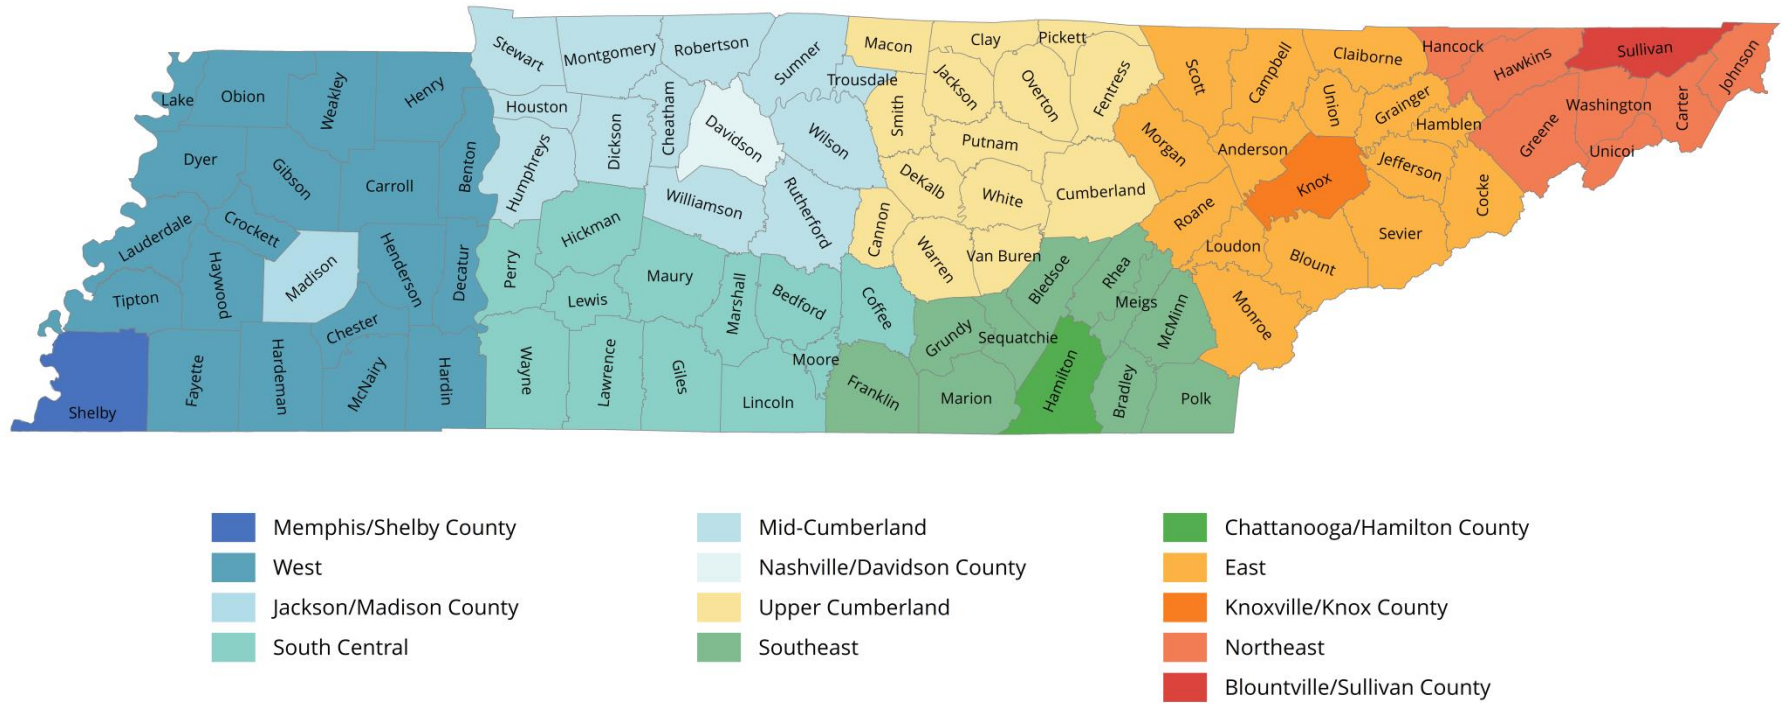 Stewart
Montgomery
Robertson
Sumner
Macon
Clay
Pickett
Scott
Campbell
Claiborne
Hancock
Hawkins
Sullivan
Johnson
Lake
Obion
Weakley
Henry
Houston
Dickson
Cheatham
Davidson
Trousdale
Wilson
Smith
Jackson
Overton
Fentress
Putnam
Morgan
Anderson
Union
Grainger
Hamblen
Greene
Washington
Carter
Unicoi
Dyer
Gibson
Carroll
Benton
Humphreys
Williamson
Rutherford
DeKalb
White
Cumberland
Roane
Knox
Jefferson
Cocke
Lauderdale
Crockett
Haywood
Madison
Henderson
Decatur
Perry
Hickman
Lewis
Maury
Marshall
Bedford
Coffee
Cannon
Warren
Van Buren
Bledsoe
Rhea
Meigs
McMinn
Loudon
Blount
Sevier
Monroe
Tipton
Shelby
Fayette
Hardeman
Chester
McNairy
Hardin
Wayne
Lawrence
Giles
Lincoln
Moore
Franklin
Grundy
Sequatchie
Marion
Hamilton
Bradley
Polk
Memphis/Shelby County
West
Jackson/Madison County
South Central
Mid-Cumberland
Nashville/Davidson County
Upper Cumberland
Southeast
Chattanooga/Hamilton County
East
Knoxville/Knox County
Northeast
Blountville/Sullivan County